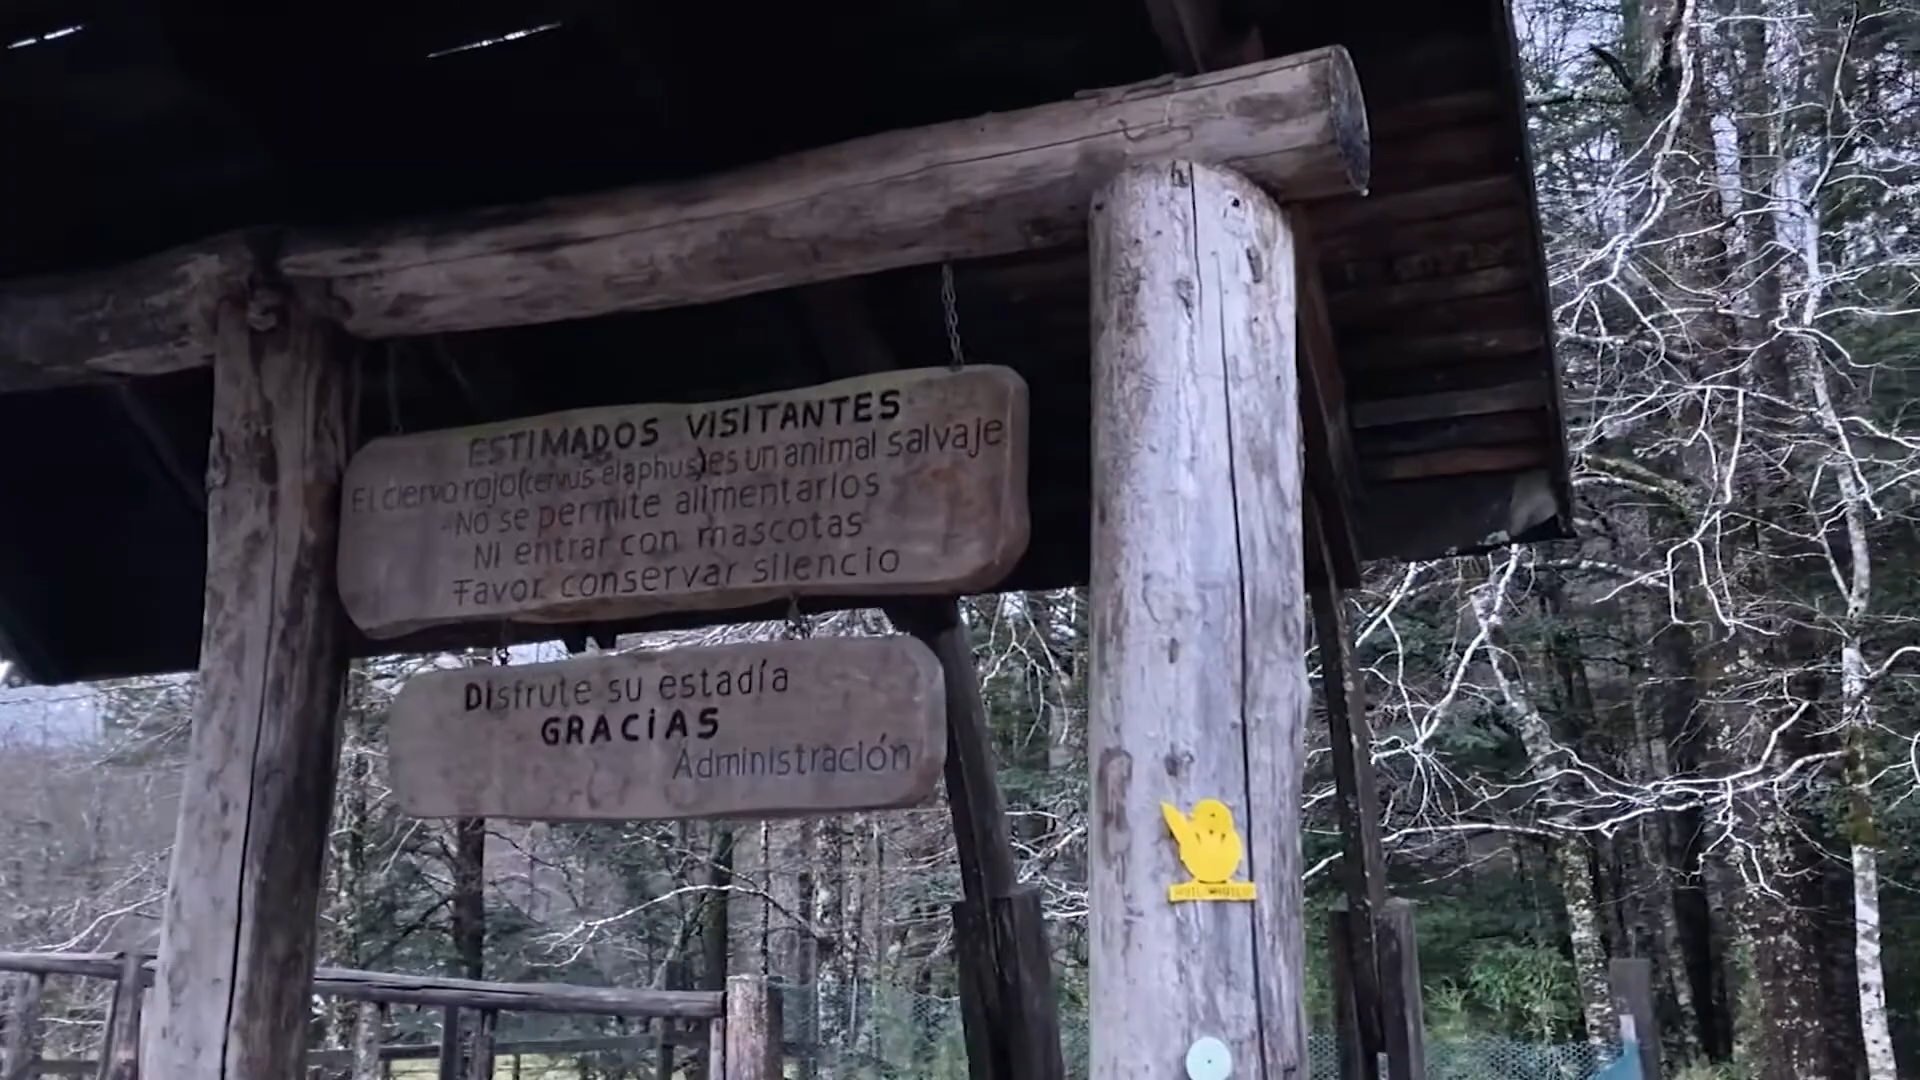 ESTIMADOS VISITANTES
El ciervo rojo(cervus elaphus)es un animal salvaje
No se permite alimentarlos
Ni entrar con mascotas
Favor conservar silencio
Disfrute su estadía
GRACIAS
Administración